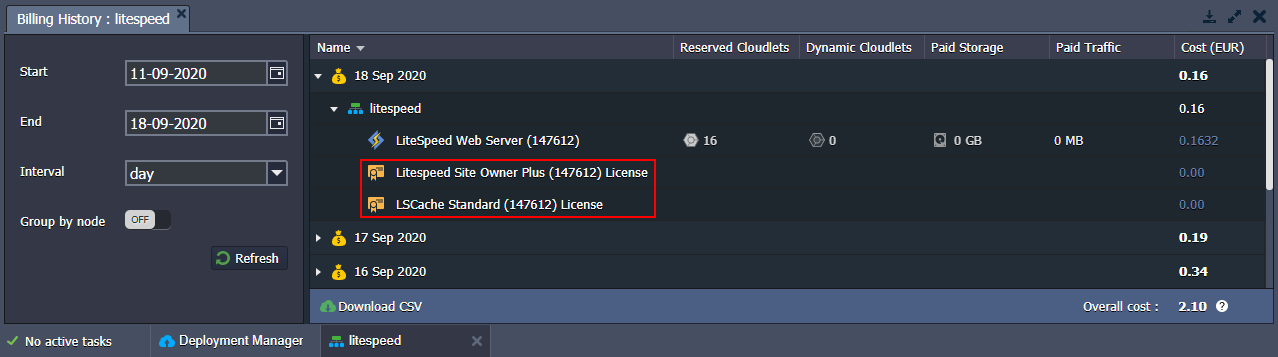 Billing History : litespeed
Start
11-09-2020
End
18-09-2020
Interval
day
Group by node
OFF
Refresh
Name Reserved Cloudlets Dynamic Cloudlets Paid Storage Paid Traffic Cost (EUR)
18 Sep 2020 0.16
litespeed 0.16
LiteSpeed Web Server (147612) 16 0 0 GB 0 MB 0.1632
Litespeed Site Owner Plus (147612) License 0.00
LSCache Standard (147612) License 0.00
17 Sep 2020 0.19
16 Sep 2020 0.34
Download CSV Overall cost : 2.10 ?
No active tasks Deployment Manager litespeed